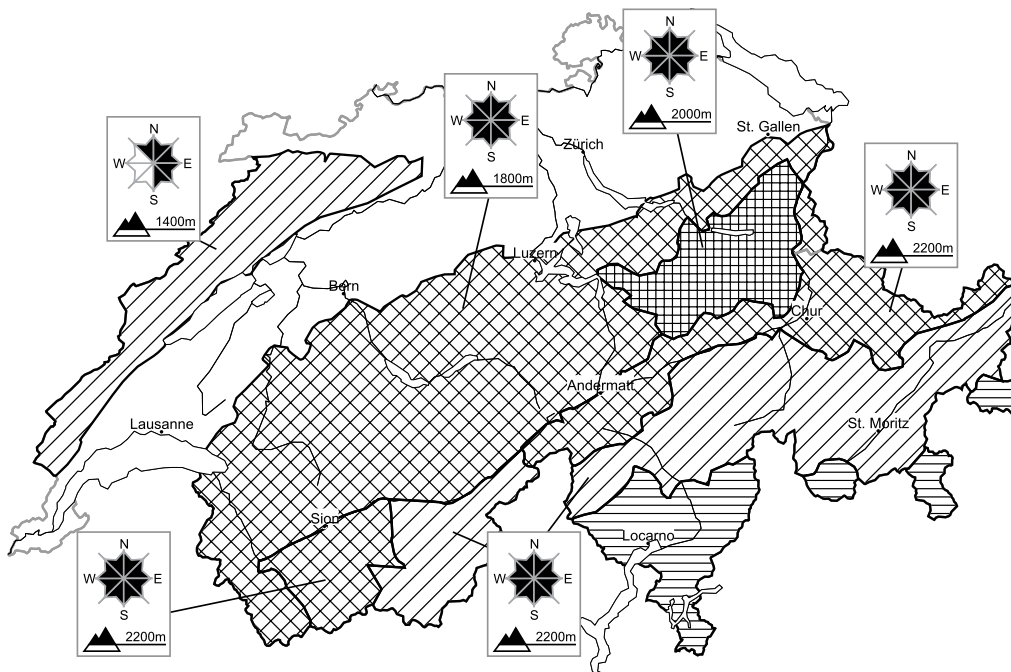 N
W E
S
2000m
N
W E
S
1800m
N
W E
S
1400m
N
W E
S
2200m
St. Gallen
Zürich
Luzern
Bern
Chur
Andermatt
Lausanne
St. Moritz
Sion
Locarno
N
W E
S
2200m
N
W E
S
2200m